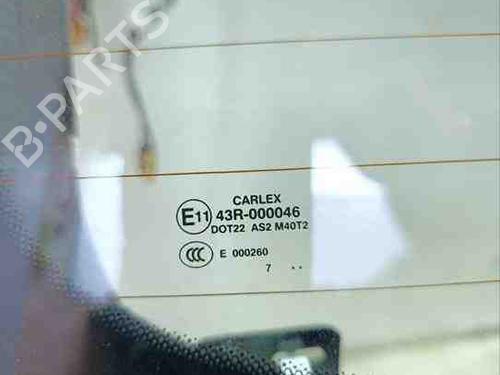 B-PARTS
CARLEX
E11 43R-000046
DOT22 AS2 M40T2
CCC E 000260
7 ..